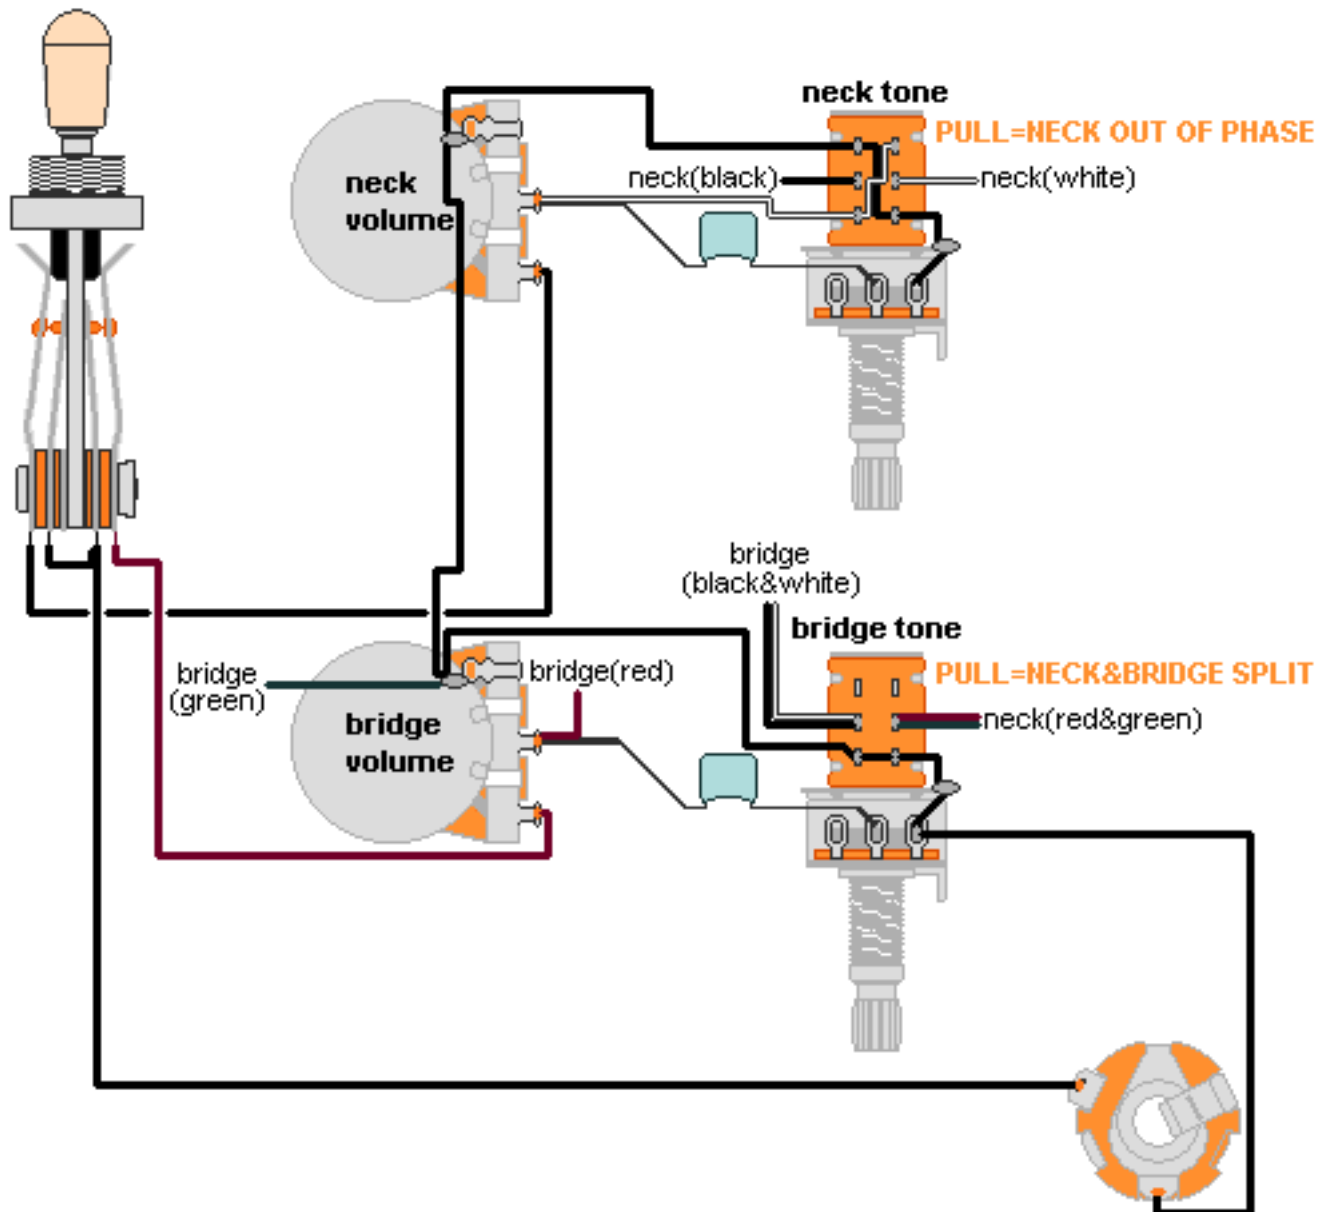 neck tone
PULL=NECK OUT OF PHASE
neck
volume
neck(black)
neck(white)
bridge
(black&white)
bridge tone
PULL=NECK&BRIDGE SPLIT
bridge
(green)
bridge(red)
neck(red&green)
bridge
volume